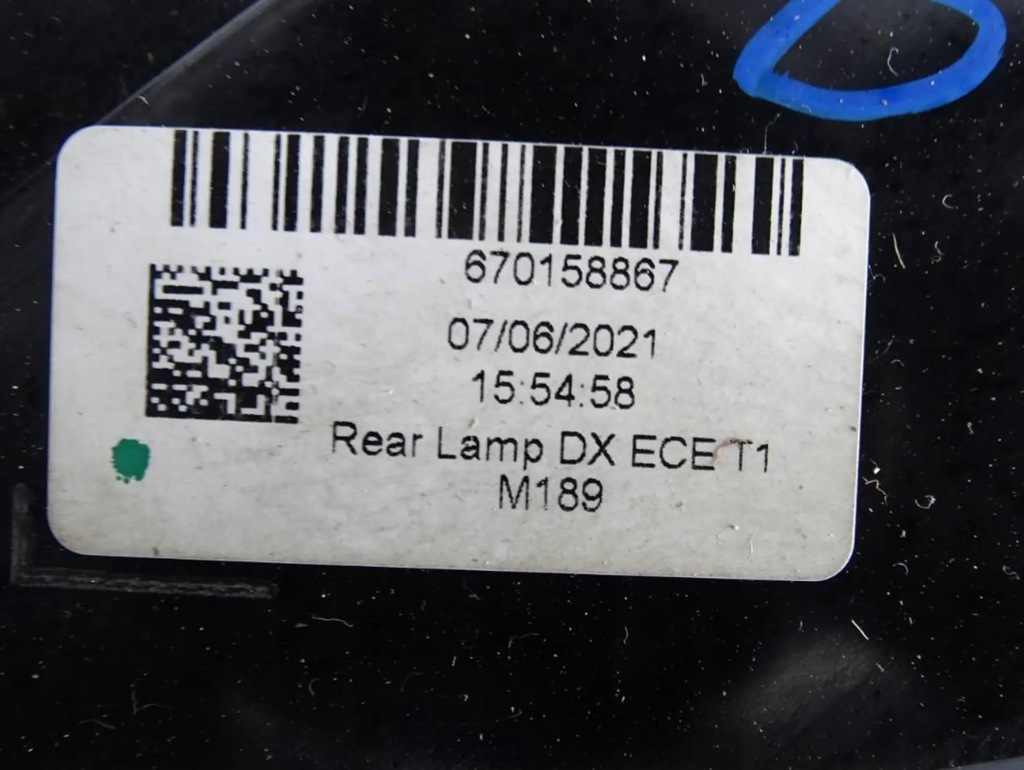 670158867
07/06/2021
15:54:58
Rear Lamp DX ECE T1
M189